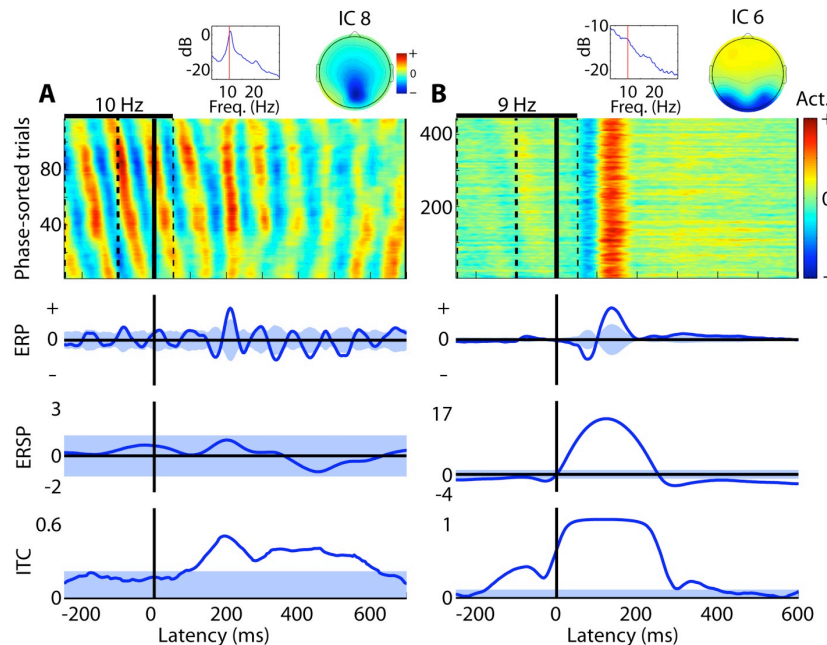 IC 8
0
-20
dB
10 20
Freq. (Hz)
+
0
–
IC 6
-10
-20
dB
10 20
Freq. (Hz)
A
10 Hz
B
9 Hz
Act.
+
0
–
Phase-sorted trials
80
40
400
200
ERP
+
0
–
ERSP
3
0
-2
17
0
-4
ITC
0.6
0
1
0
-200 0 200 400 600
Latency (ms)
-200 0 200 400 600
Latency (ms)